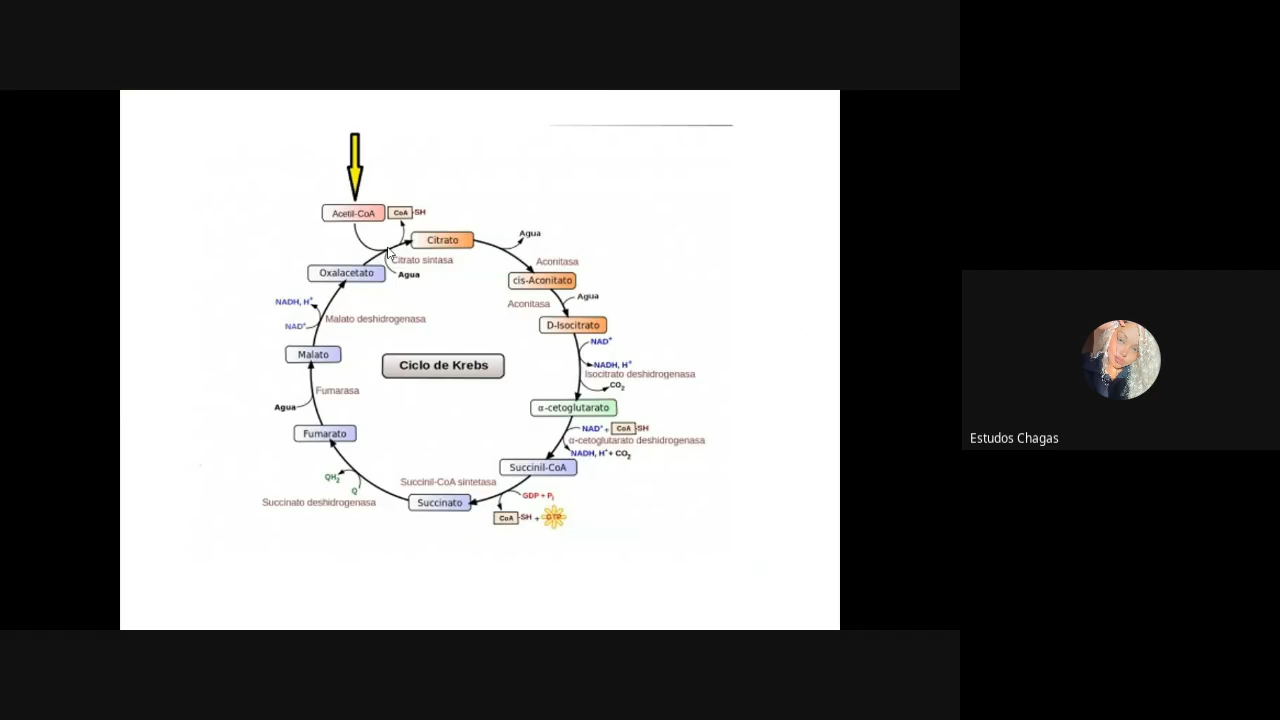 Acetil-CoA
CoA-SH
Citrato
Agua
Citrato sintasa
Agua
Aconitasa
cis-Aconitato
Aconitasa
Agua
D-Isocitrato
NAD⁺
NADH, H⁺
Isocitrato deshidrogenasa
CO₂
α-cetoglutarato
NAD⁺+ CoA-SH
α-cetoglutarato deshidrogenasa
NADH, H⁺+ CO₂
Succinil-CoA
Succinil-CoA sintetasa
GDP + Pᵢ
CoA-SH + GTP
Succinato
Succinato deshidrogenasa
Q
QH₂
Fumarato
Agua
Fumarasa
Malato
Malato deshidrogenasa
NAD⁺
NADH, H⁺
Oxalacetato
Ciclo de Krebs
Estudos Chagas